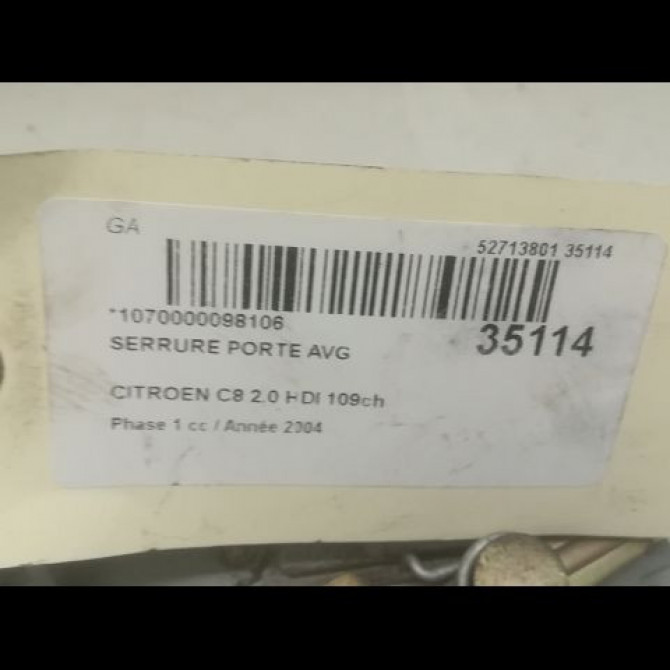 GA
52713801 35114
*1070000098106
35114
SERRURE PORTE AVG
CITROEN C8 2.0 HDI 109ch
Phase 1 cc / Année 2004